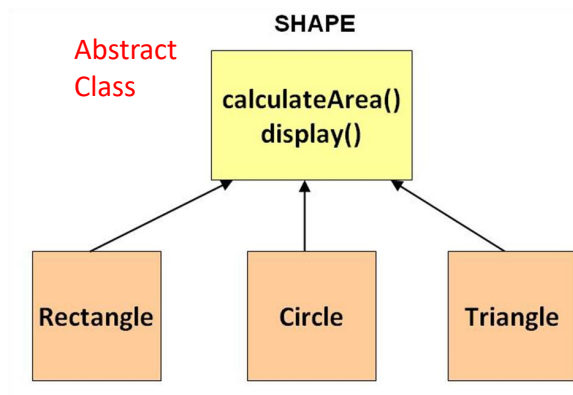 SHAPE
Abstract
Class
calculateArea()
display()
Rectangle
Circle
Triangle